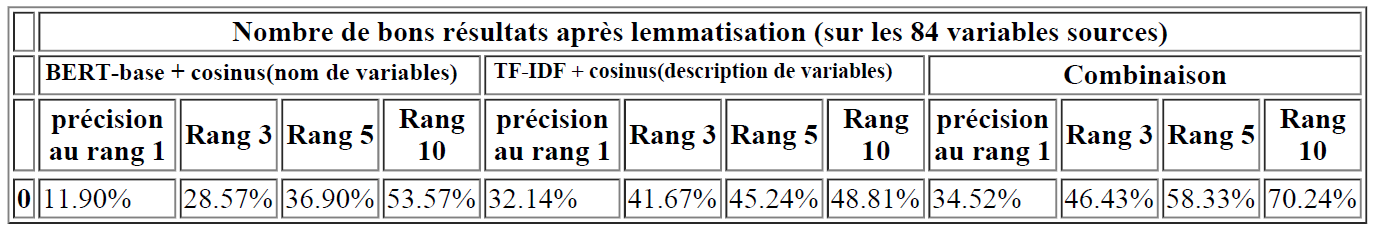 Nombre de bons résultats après lemmatisation (sur les 84 variables sources)
BERT-base + cosinus(nom de variables) TF-IDF + cosinus(description de variables) Combinaison
précision au rang 1 Rang 3 Rang 5 Rang 10 précision au rang 1 Rang 3 Rang 5 Rang 10 précision au rang 1 Rang 3 Rang 5 Rang 10
0 11.90% 28.57% 36.90% 53.57% 32.14% 41.67% 45.24% 48.81% 34.52% 46.43% 58.33% 70.24%